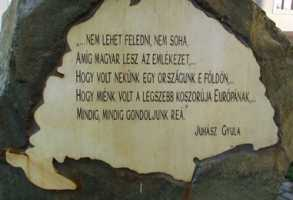 „... NEM LEHET FELEDNI, NEM SOHA,
AMÍG MAGYAR LESZ AZ EMLÉKEZET,...
HOGY VOLT NEKÜNK EGY ORSZÁGUNK E FÖLDÖN,...
HOGY MIÉNK VOLT A LEGSZEBB KOSZORÚJA EURÓPÁNAK,...
MINDIG, MINDIG GONDOLJUNK REÁ."
JUHÁSZ GYULA